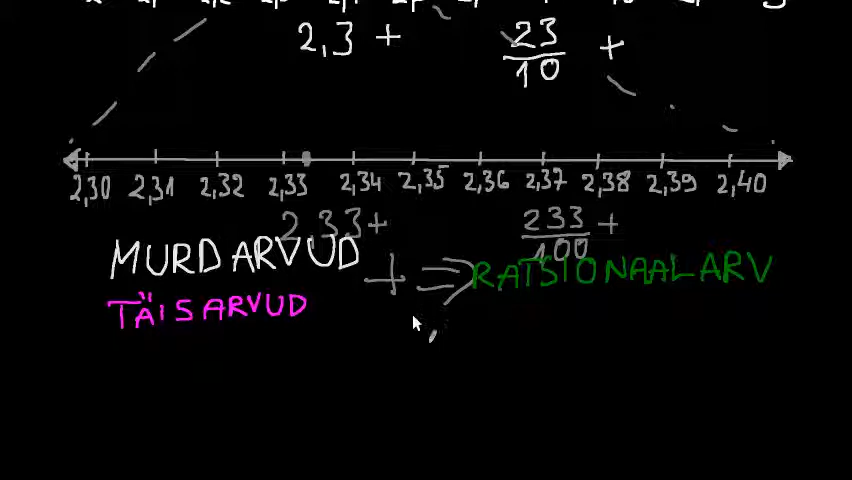 2,3 + 23/10 +
2,30 2,31 2,32 2,33 2,34 2,35 2,36 2,37 2,38 2,39 2,40
2,33+ 233/100 +
MURDARVUD + => RATSIONAALARV
TÄISARVUD